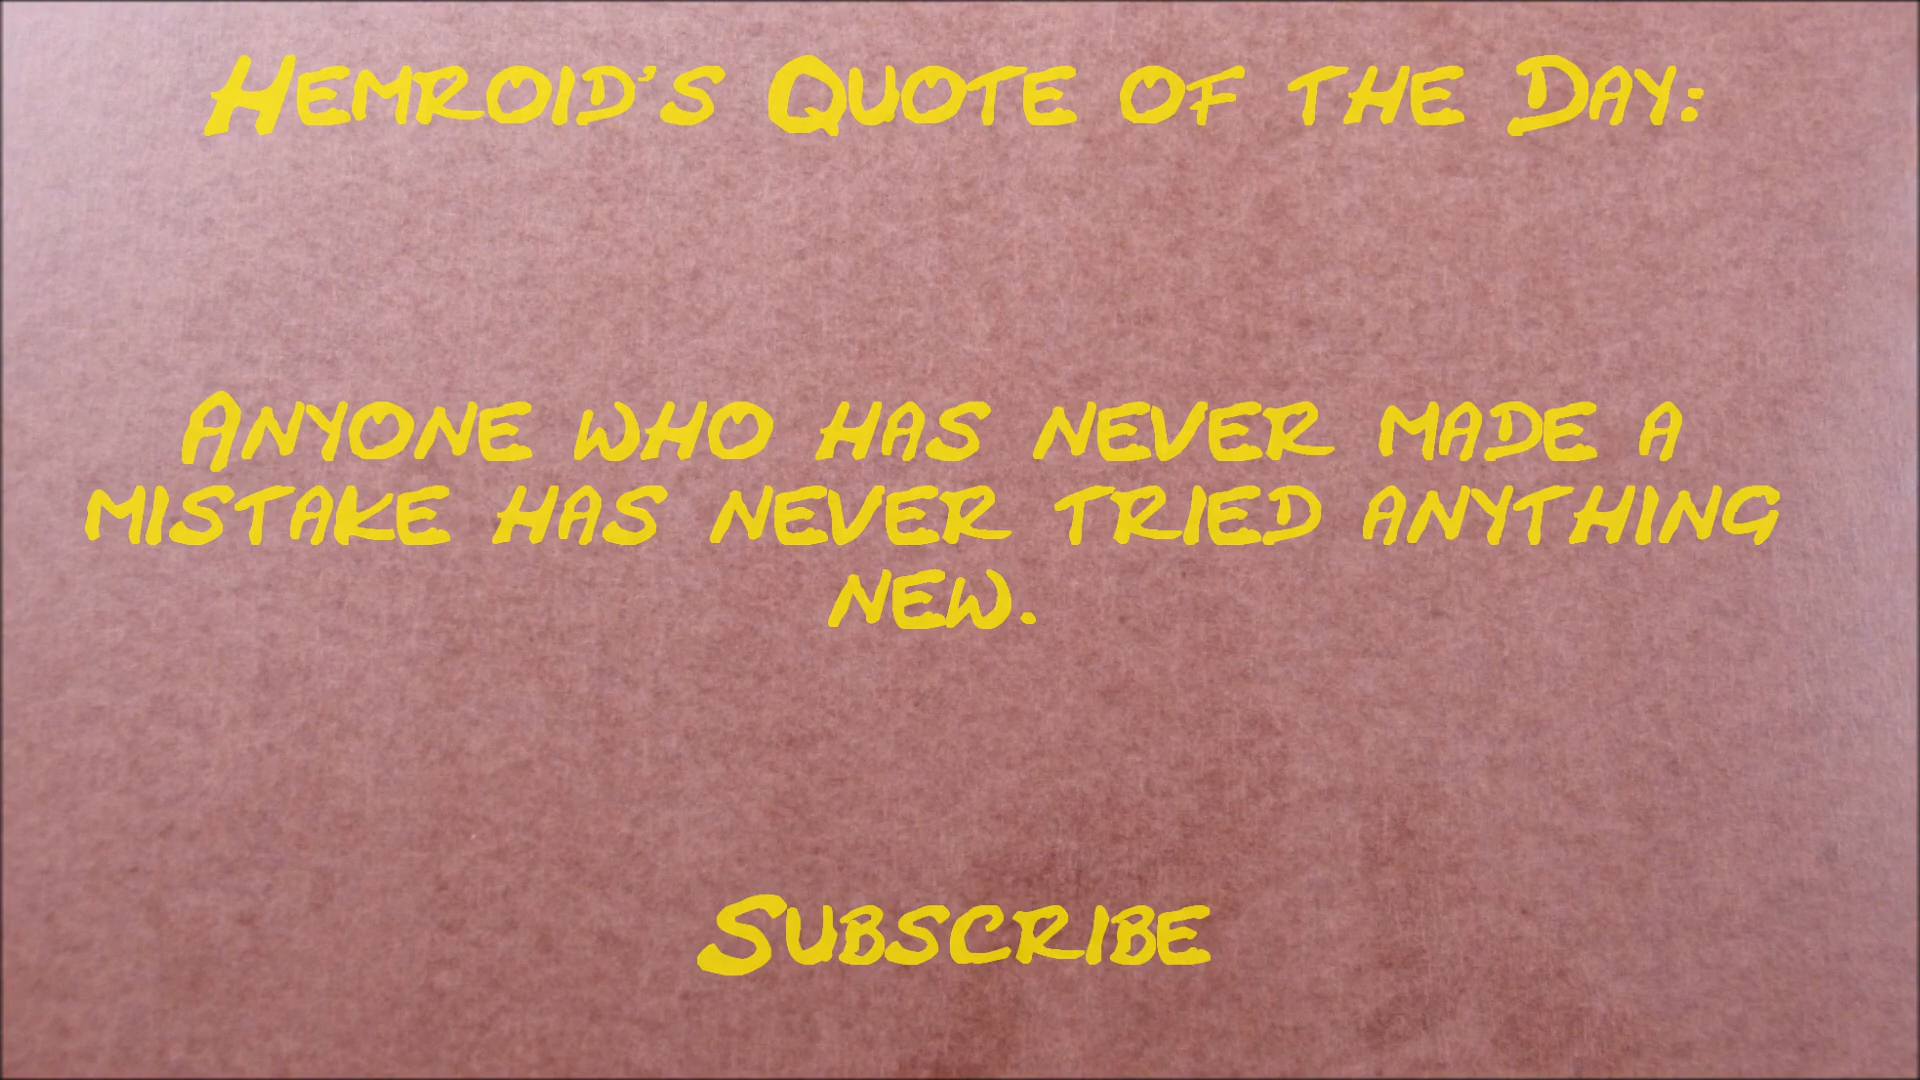 Hemroid's Quote of the Day:
Anyone who has never made a
mistake has never tried anything
new.
Subscribe